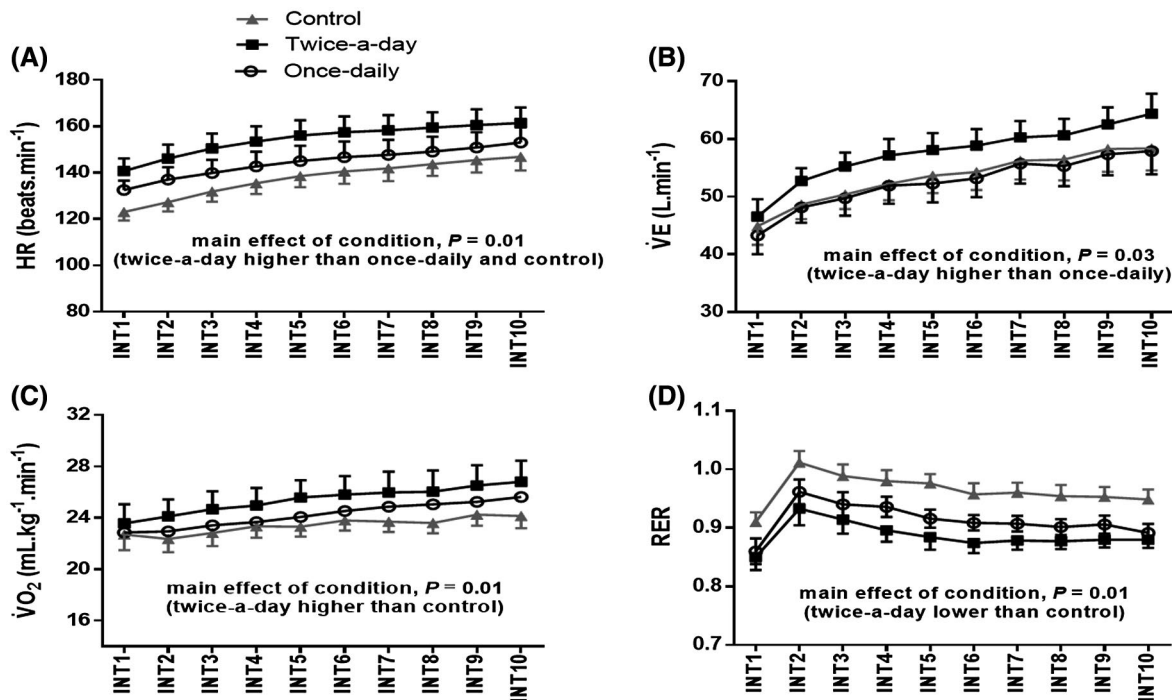 Control
Twice-a-day
Once-daily
(A)
HR (beats.min⁻¹)
180
160
140
120
100
80
main effect of condition, P = 0.01
(twice-a-day higher than once-daily and control)
INT1
INT2
INT3
INT4
INT5
INT6
INT7
INT8
INT9
INT10
(B)
V̇E (L.min⁻¹)
70
60
50
40
30
main effect of condition, P = 0.03
(twice-a-day higher than once-daily)
INT1
INT2
INT3
INT4
INT5
INT6
INT7
INT8
INT9
INT10
(C)
V̇O₂ (mL.kg⁻¹.min⁻¹)
32
28
24
22
16
main effect of condition, P = 0.01
(twice-a-day higher than control)
INT1
INT2
INT3
INT4
INT5
INT6
INT7
INT8
INT9
INT10
(D)
RER
1.1
1.0
0.9
0.8
0.7
main effect of condition, P = 0.01
(twice-a-day lower than control)
INT1
INT2
INT3
INT4
INT5
INT6
INT7
INT8
INT9
INT10